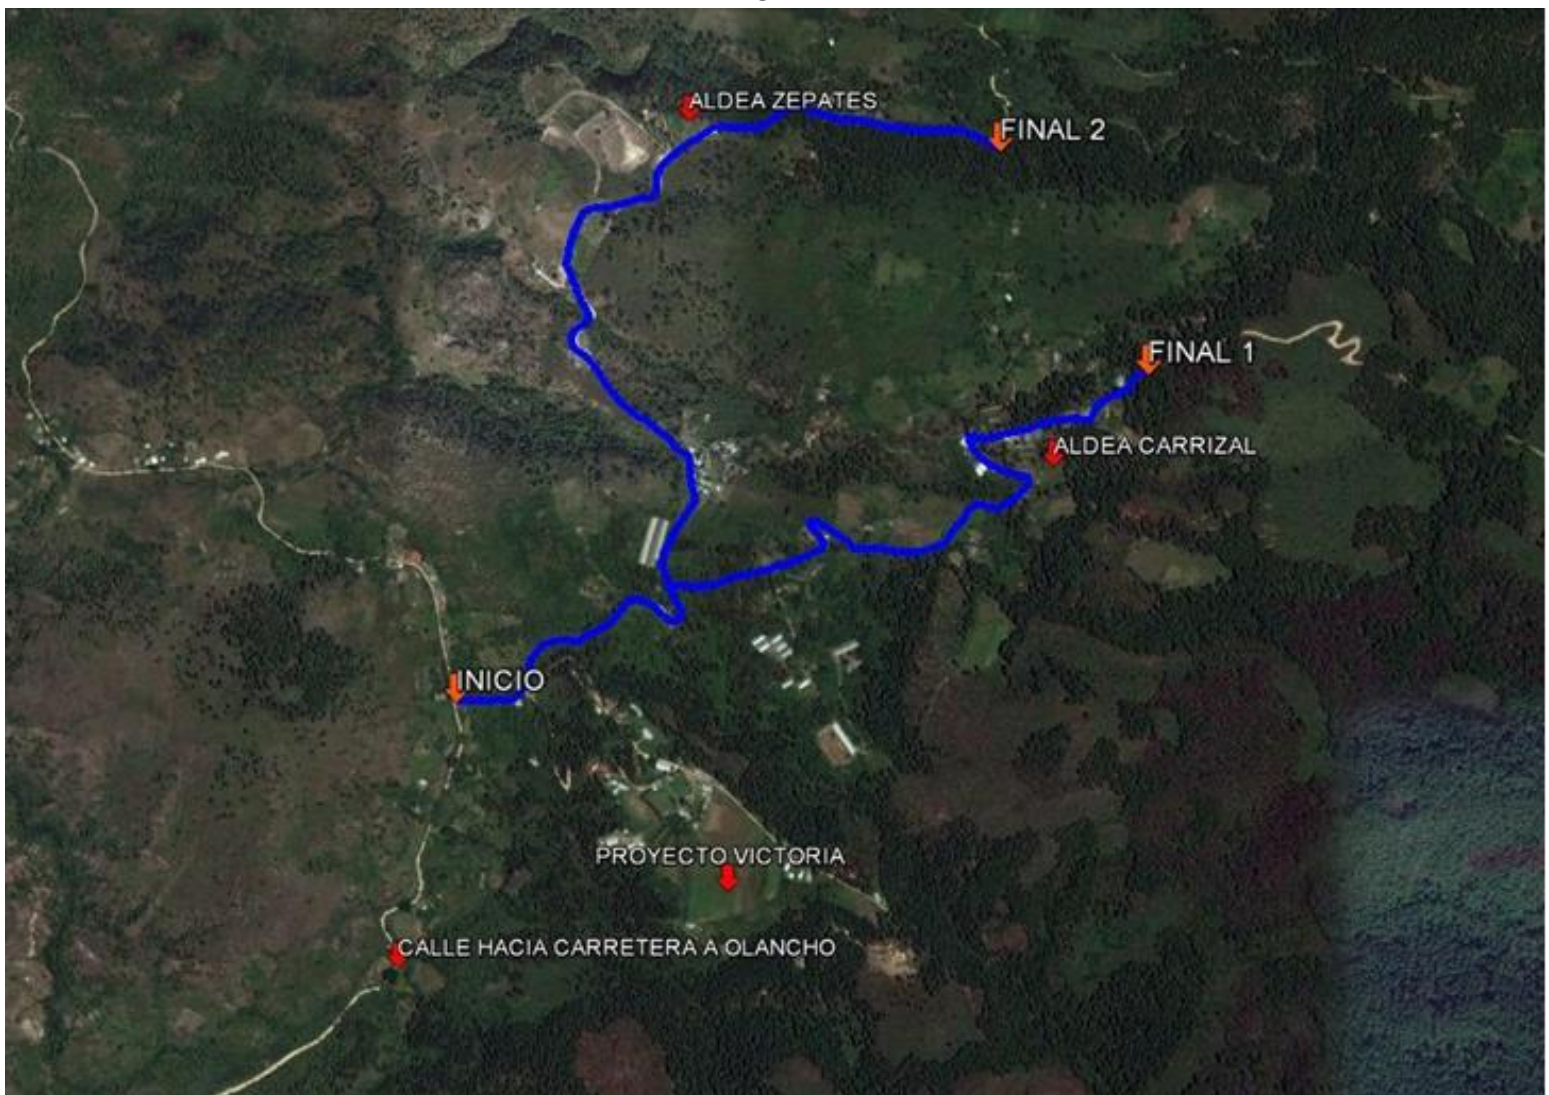 ALDEA ZEPATES
FINAL 2
FINAL 1
ALDEA CARRIZAL
INICIO
PROYECTO VICTORIA
CALLE HACIA CARRETERA A OLANCHO